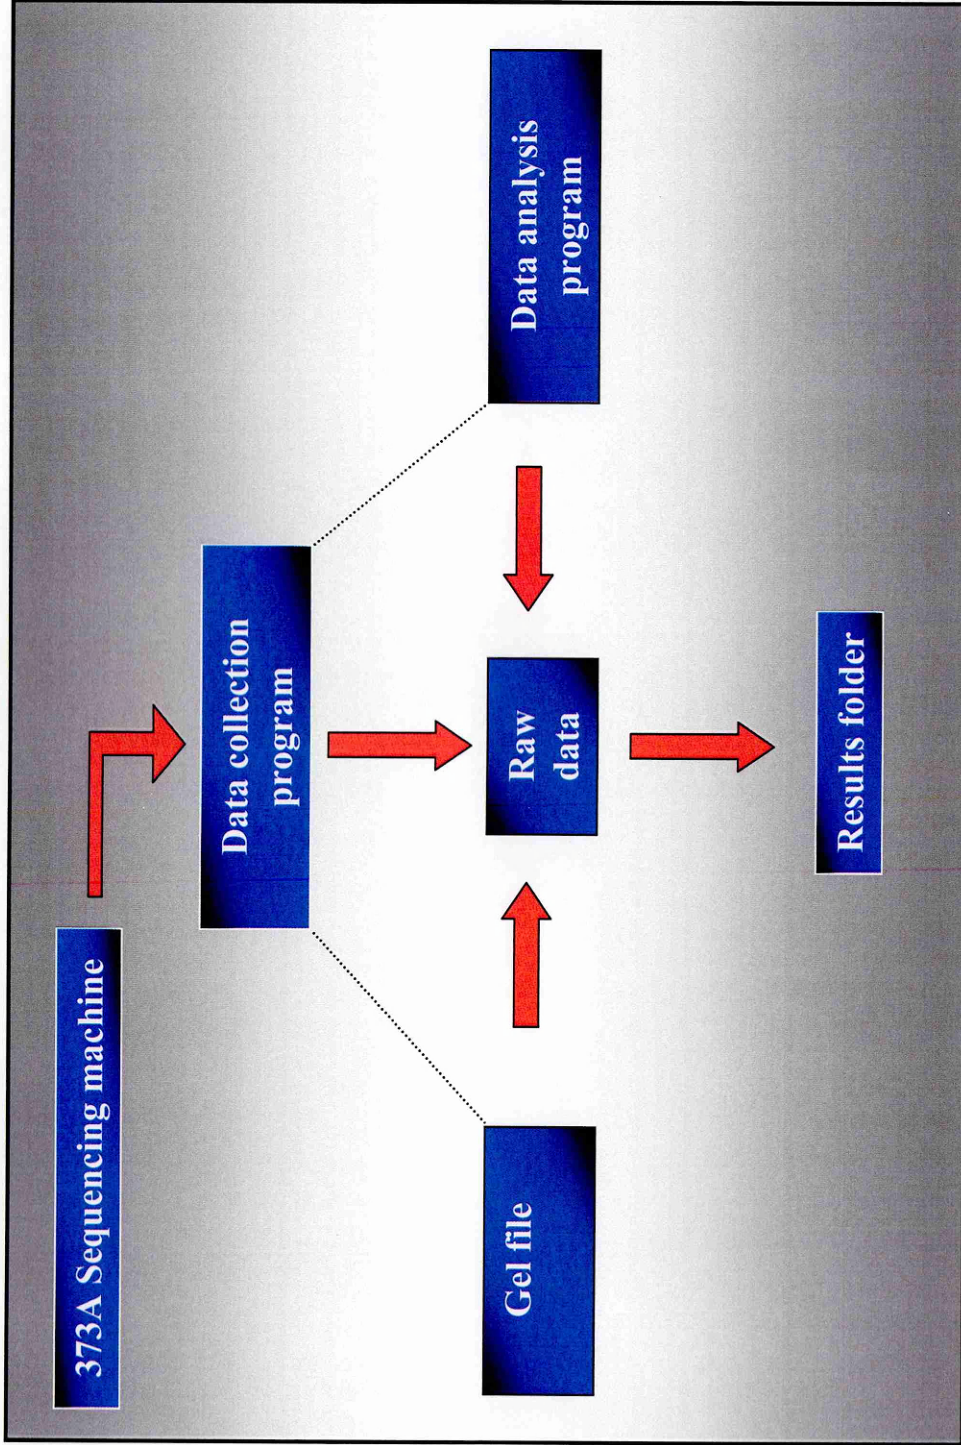 373A Sequencing machine
Data collection
program
Gel file
Raw
data
Data analysis
program
Results folder